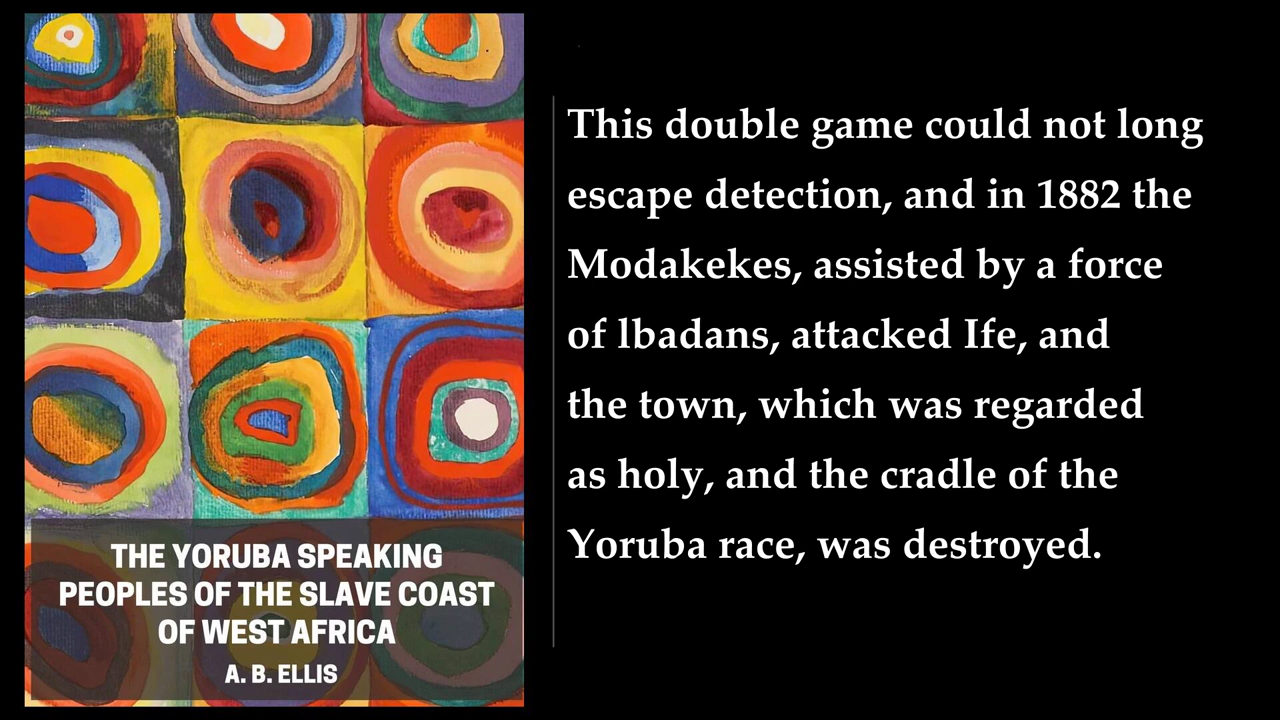 This double game could not long
escape detection, and in 1882 the
Modakekes, assisted by a force
of lbadans, attacked Ife, and
the town, which was regarded
as holy, and the cradle of the
Yoruba race, was destroyed.
THE YORUBA SPEAKING
PEOPLES OF THE SLAVE COAST
OF WEST AFRICA
A. B. ELLIS